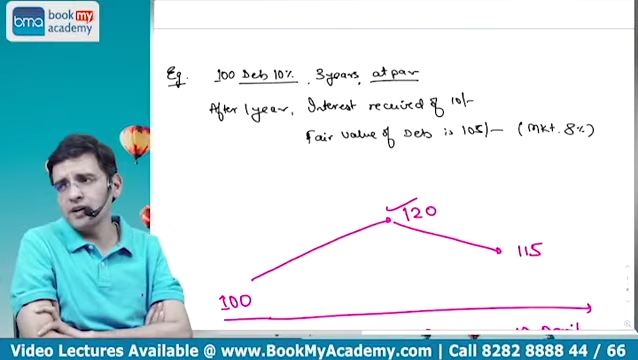 bma
book my
academy
Eg. 100 Deb 10% , 3 years, at par
After 1 year, Interest received of 10/-
Fair value of Deb is 105/- (Mkt. 8%)
120
115
100
Video Lectures Available @ www.BookMyAcademy.com | Call 8282 8888 44 / 66